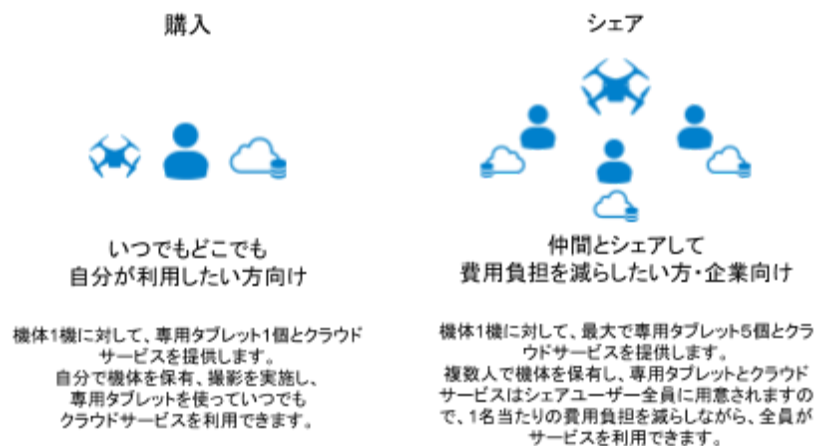 購入
いつでもどこでも
自分が利用したい方向け
機体1機に対して、専用タブレット1個とクラウド
サービスを提供します。
自分で機体を保有、撮影を実施し、
専用タブレットを使っていつでも
クラウドサービスを利用できます。
シェア
仲間とシェアして
費用負担を減らしたい方・企業向け
機体1機に対して、最大で専用タブレット5個とクラ
ウドサービスを提供します。
複数人で機体を保有し、専用タブレットとクラウド
サービスはシェアユーザー全員に用意されますの
で、1名当たりの費用負担を減らしながら、全員が
サービスを利用できます。